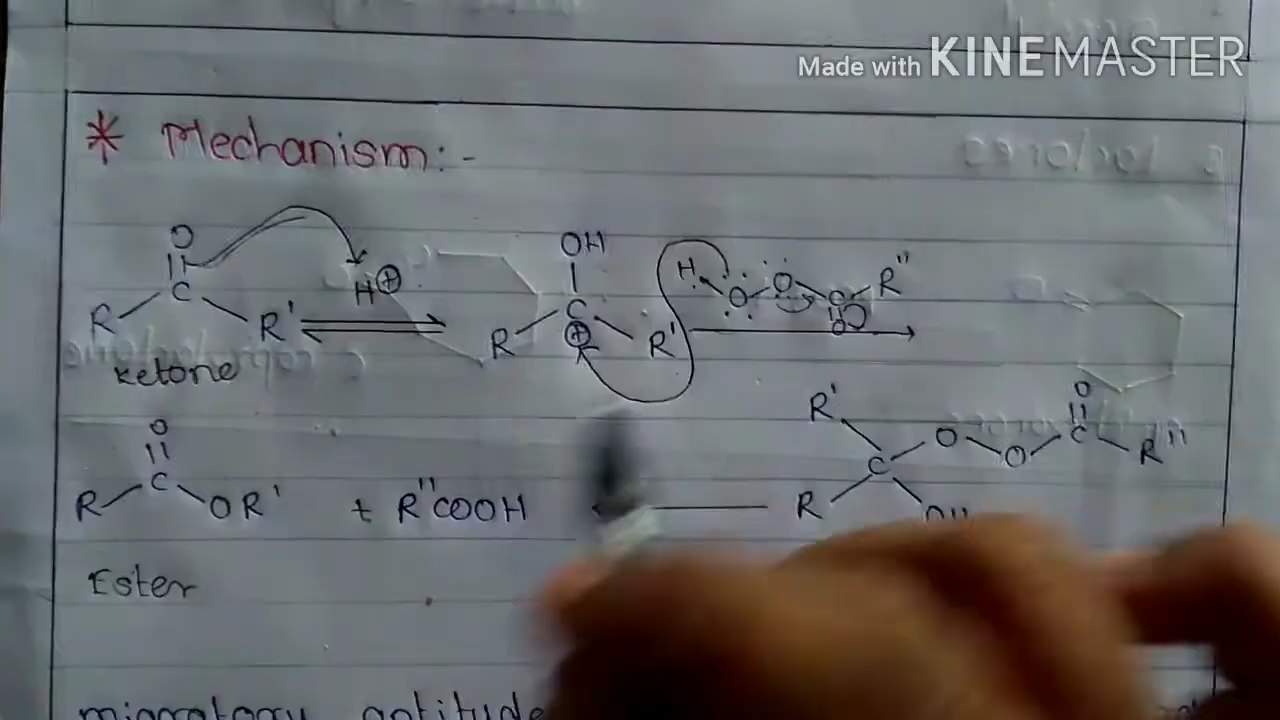 Made with KINEMASTER
* Mechanism:-
O
||
C
R R'
Ketone
H⊕
OH
|
C
⊕
R R'
H O O C R''
||
O
R' O
||
O O C R''
C
R OH
O
||
C
R OR' + R''COOH
Ester
migratory aptitude